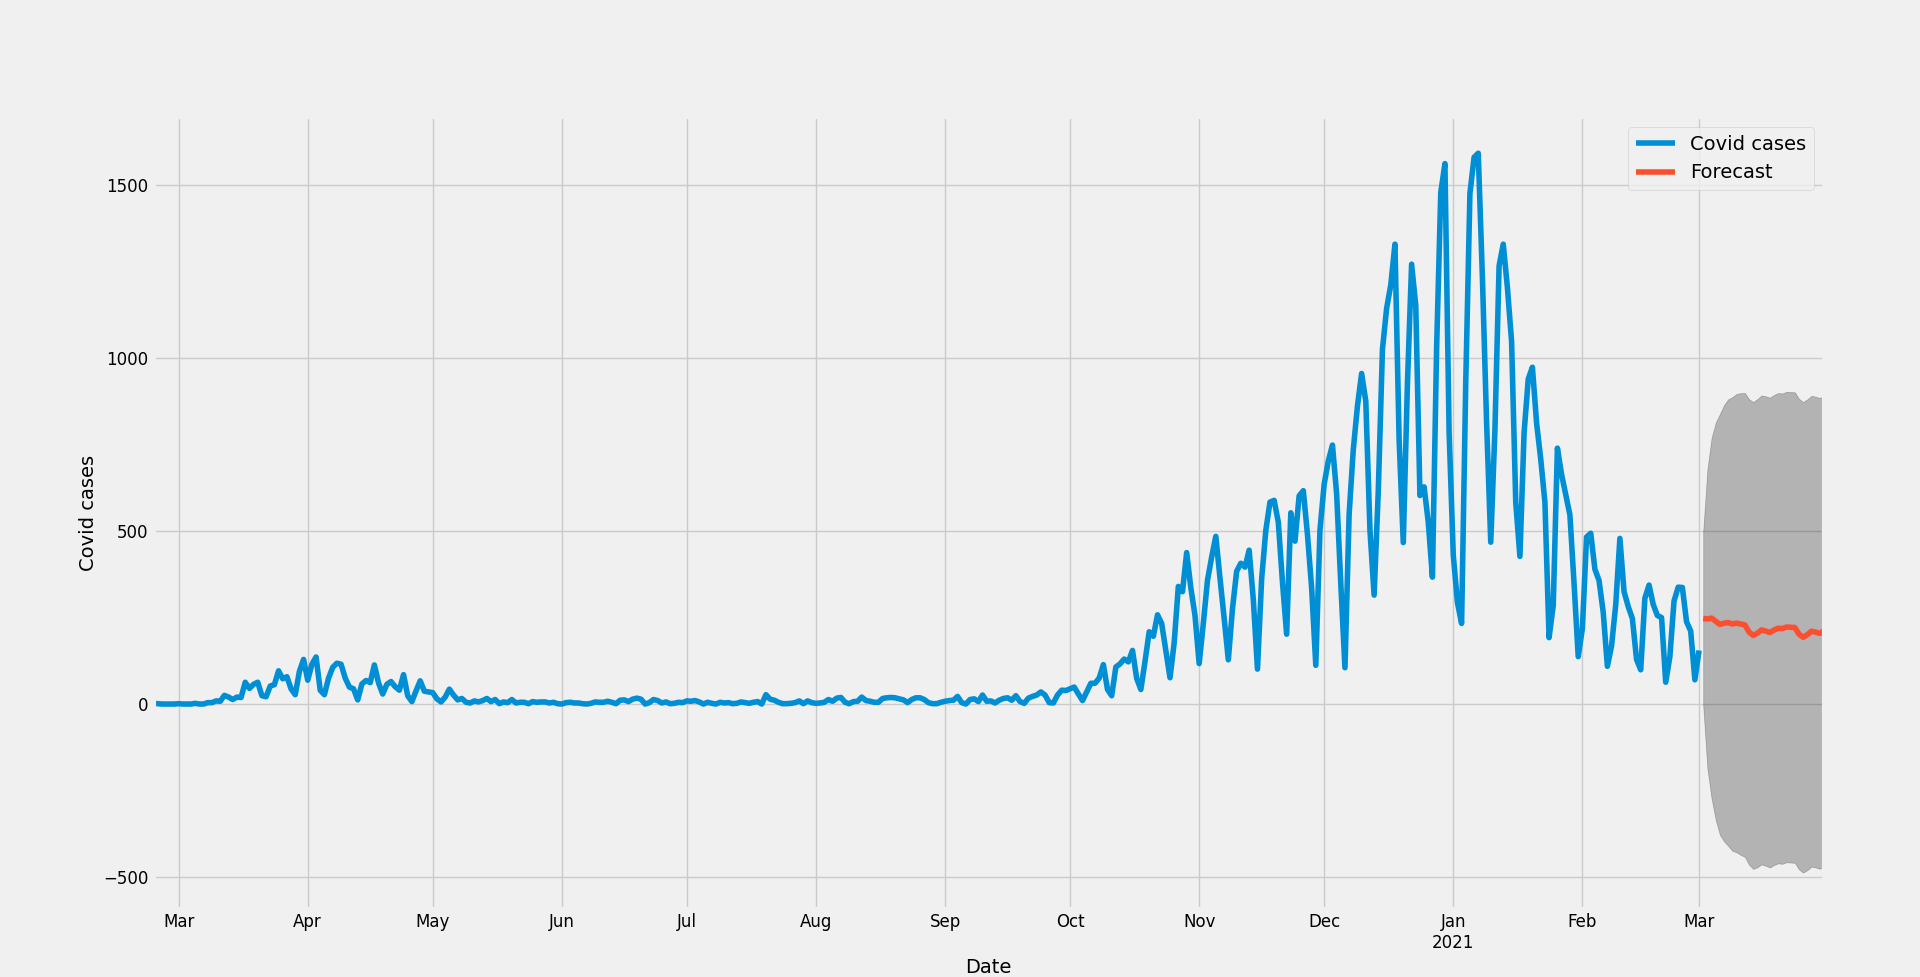 Covid cases
Forecast
1500
1000
500
0
−500
Covid cases
Mar Apr May Jun Jul Aug Sep Oct Nov Dec Jan Feb Mar
2021
Date